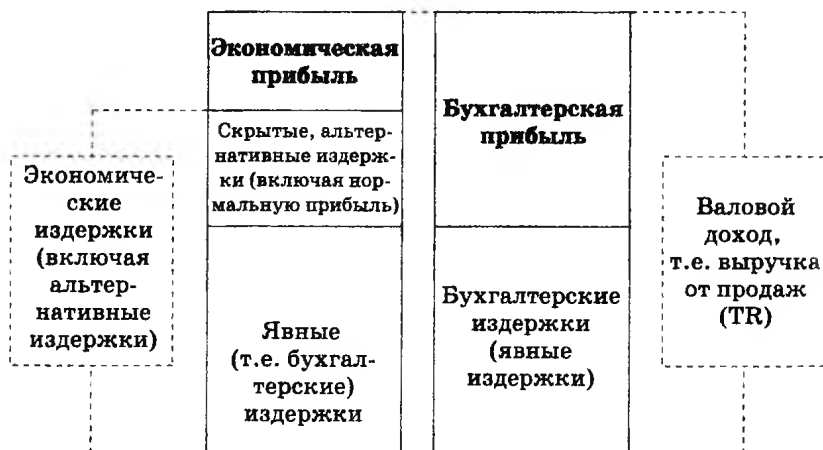 Экономическая
прибыль
Скрытые, альтер-
нативные издерж-
ки (включая нор-
мальную прибыль)
Явные
(т.е. бухгал-
терские)
издержки
Бухгалтерская
прибыль
Бухгалтерские
издержки
(явные
издержки)
Экономиче-
ские
издержки
(включая
альтер-
нативные
издержки)
Валовой
доход,
т.е. выручка
от продаж
(TR)